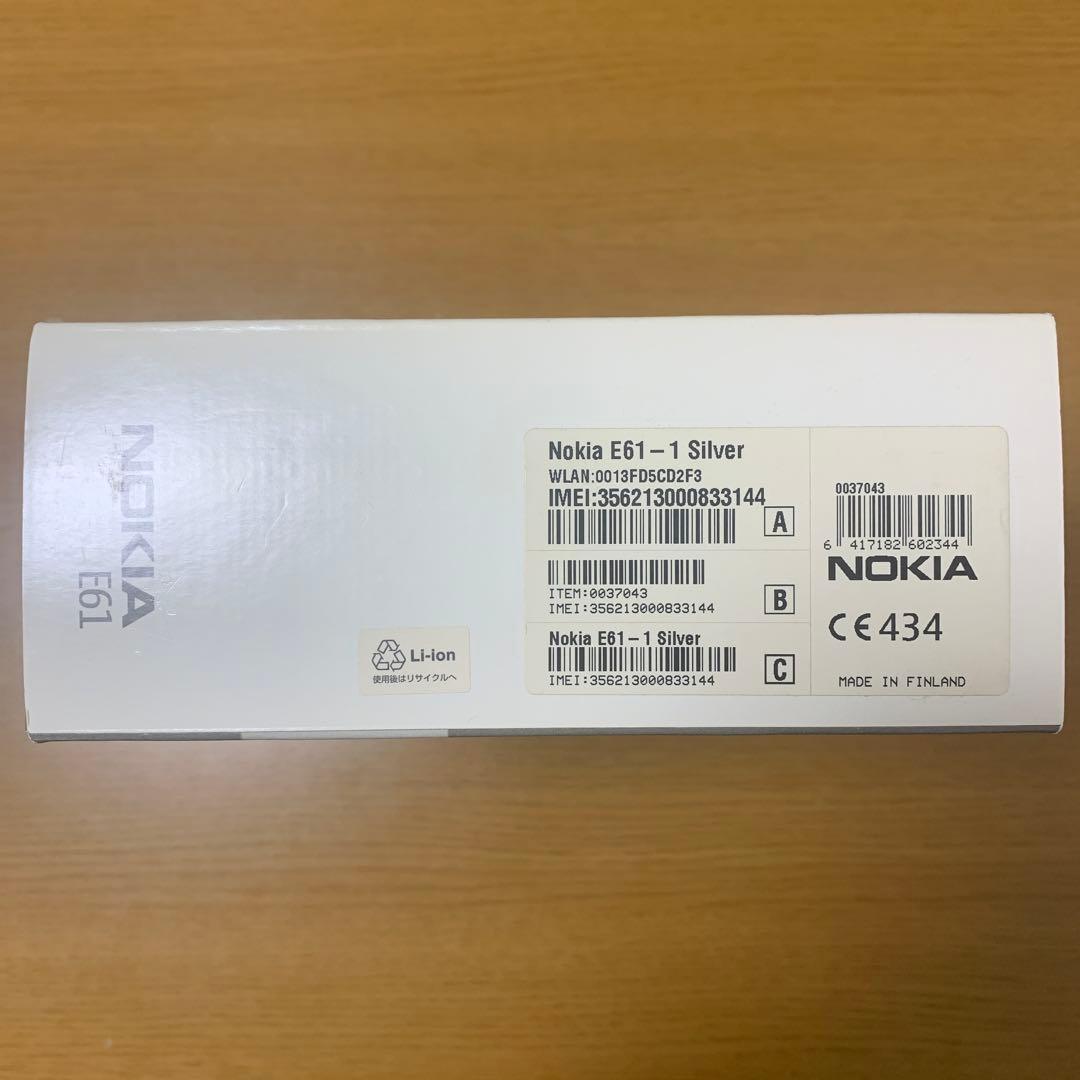 NOKIA
E61
Li-ion
使用後はリサイクルへ
Nokia E61-1 Silver
WLAN:0013FD5CD2F3
IMEI:356213000833144
A
ITEM:0037043
IMEI:356213000833144
B
Nokia E61-1 Silver
IMEI:356213000833144
C
0037043
6 417182 602344
NOKIA
CE434
MADE IN FINLAND